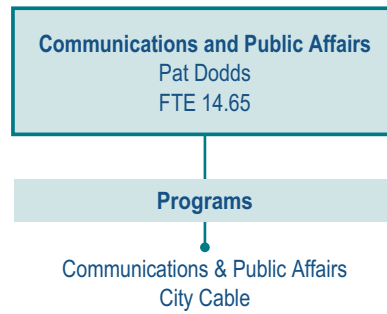 Communications and Public Affairs
Pat Dodds
FTE 14.65
Programs
Communications & Public Affairs
City Cable